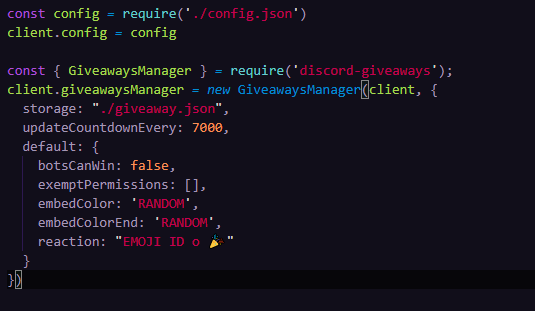 const config = require('./config.json')
client.config = config
const { GiveawaysManager } = require('discord-giveaways');
client.giveawaysManager = new GiveawaysManager(client, {
storage: "./giveaway.json",
updateCountdownEvery: 7000,
default: {
botsCanWin: false,
exemptPermissions: [],
embedColor: 'RANDOM',
embedColorEnd: 'RANDOM',
reaction: "EMOJI ID o 🎉"
}
})